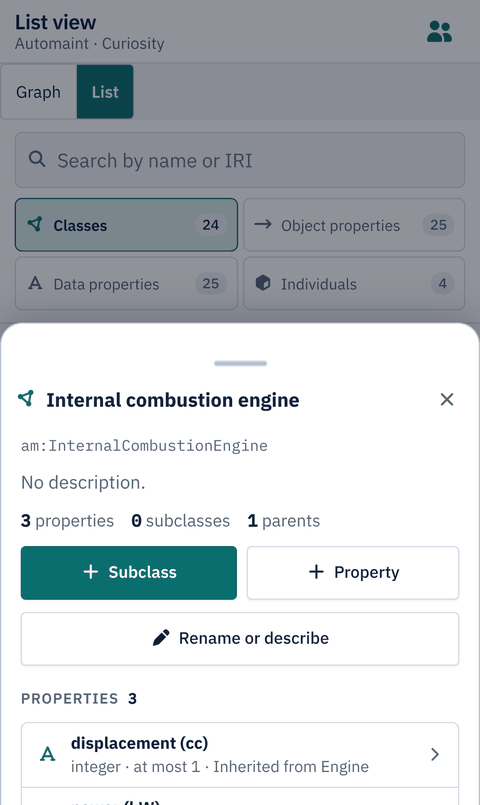 List view
Automaint · Curiosity
Graph List
Search by name or IRI
Classes 24 Object properties 25
Data properties 25 Individuals 4
Internal combustion engine
am:InternalCombustionEngine
No description.
3 properties 0 subclasses 1 parents
Subclass Property
Rename or describe
PROPERTIES 3
displacement (cc)
integer · at most 1 · Inherited from Engine
power (kW)